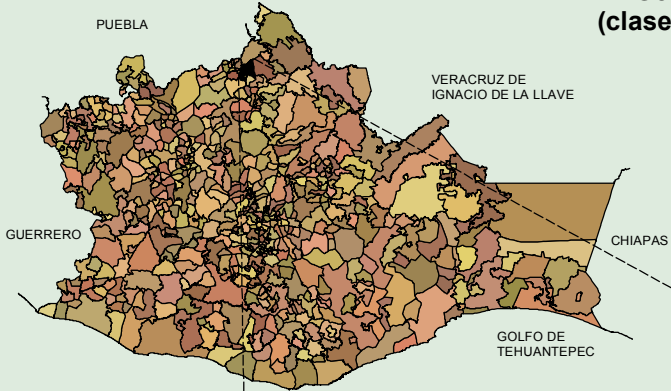 PUEBLA
(clase
VERACRUZ DE
IGNACIO DE LA LLAVE
GUERRERO
CHIAPAS
GOLFO DE
TEHUANTEPEC